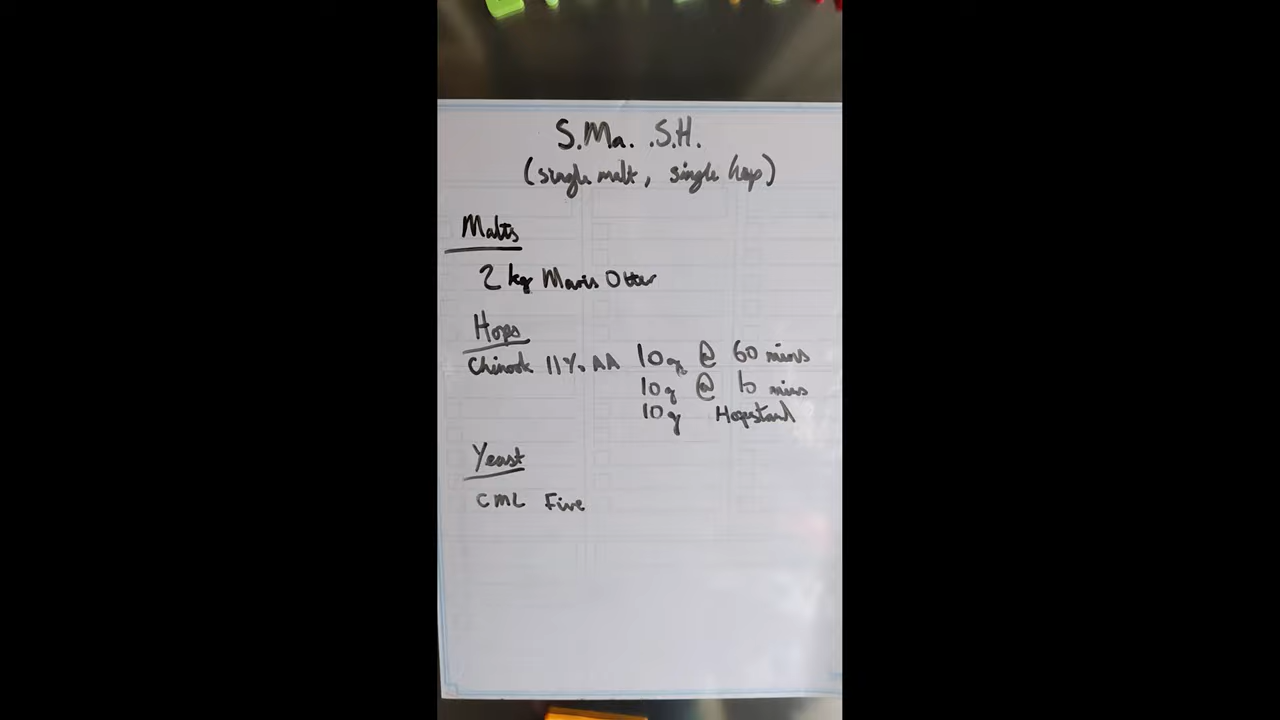 S.Ma. .S.H.
(single malt, single hop)
Malts
2 kg Maris Otter
Hops
Chinook 11% AA 10g @ 60 mins
10g @ 10 mins
10g Hopstand
Yeast
CML Five